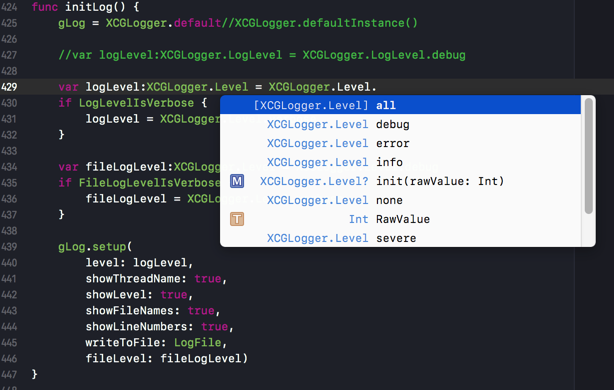 424 func initLog() {
425 gLog = XCGLogger.default//XCGLogger.defaultInstance()
426
427 //var logLevel:XCGLogger.LogLevel = XCGLogger.LogLevel.debug
428
429 var logLevel:XCGLogger.Level = XCGLogger.Level.
430 if LogLevelIsVerbose {
[XCGLogger.Level] all
431 logLevel = XCGLogger
XCGLogger.Level debug
432 }
XCGLogger.Level error
433
XCGLogger.Level info
434 var fileLogLevel:XCGLo
435 if FileLogLevelIsVerbose
M XCGLogger.Level? init(rawValue: Int)
436 fileLogLevel = XCGLo
XCGLogger.Level none
437 }
T Int RawValue
438
XCGLogger.Level severe
439 gLog.setup(
440 level: logLevel,
441 showThreadName: true,
442 showLevel: true,
443 showFileNames: true,
444 showLineNumbers: true,
445 writeToFile: LogFile,
446 fileLevel: fileLogLevel)
447 }